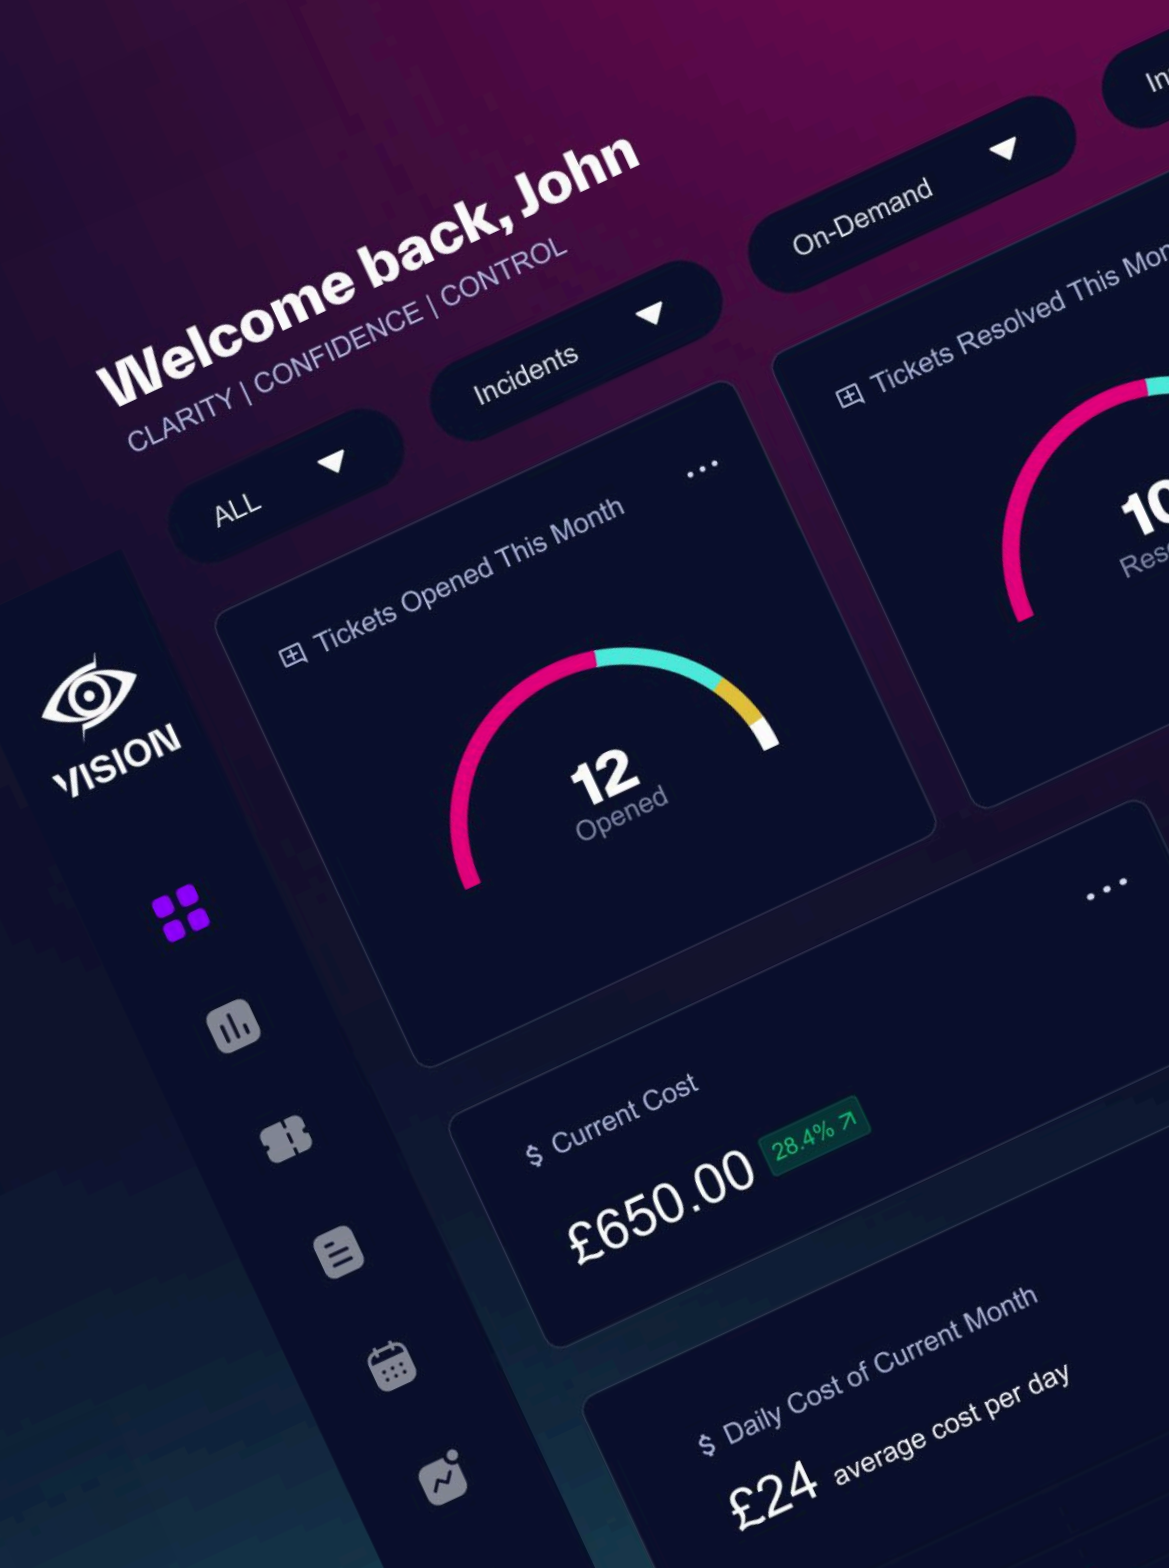 Welcome back, John
CLARITY | CONFIDENCE | CONTROL
ALL
Incidents
On-Demand
VISION
Tickets Opened This Month
12
Opened
Tickets Resolved This
10
$ Current Cost
£650.00 28.4%
$ Daily Cost of Current Month
£24 average cost per day